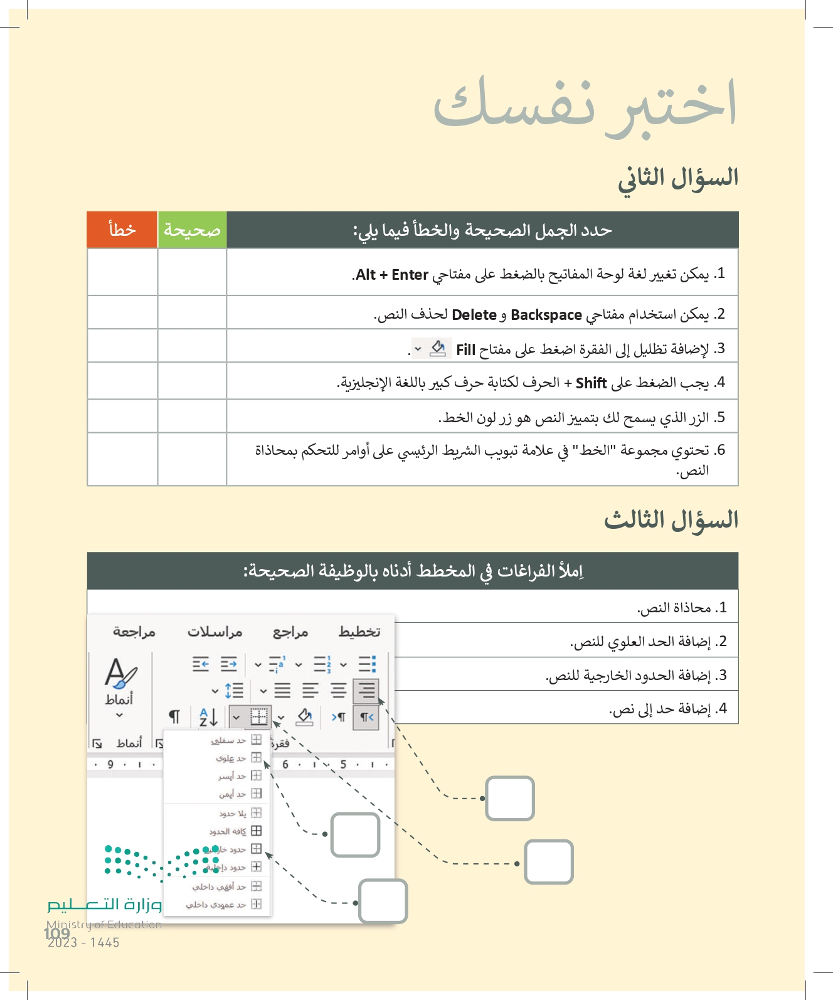 اختبر نفسك
السؤال الثاني
حدد الجمل الصحيحة والخطأ فيما يلي:
صحيحة
خطأ
1. يمكن تغيير لغة لوحة المفاتيح بالضغط على مفتاحي Alt + Enter.
2. يمكن استخدام مفتاحي Backspace و Delete لحذف النص.
3. لإضافة تظليل إلى الفقرة اضغط على مفتاح Fill .
4. يجب الضغط على Shift + الحرف لكتابة حرف كبير باللغة الإنجليزية.
5. الزر الذي يسمح لك بتمييز النص هو زر لون الخط.
6. تحتوي مجموعة "الخط" في علامة تبويب الشريط الرئيسي على أوامر للتحكم بمحاذاة
النص.
السؤال الثالث
اِملأ الفراغات في المخطط أدناه بالوظيفة الصحيحة:
1. محاذاة النص.
2. إضافة الحد العلوي للنص.
3. إضافة الحدود الخارجية للنص.
4. إضافة حد إلى نص.
تخطيط
مراجع
مراسلات
مراجعة
أنماط
فقرة
أنماط
5 6 9
حد سفلي
حد علوي
حد أيسر
حد أيمن
بلا حدود
كافة الحدود
حدود خارجية
حدود داخلية
حد أفقي داخلي
حد عمودي داخلي
وزارة التعليم
Ministry of Education
109
2023 - 1445